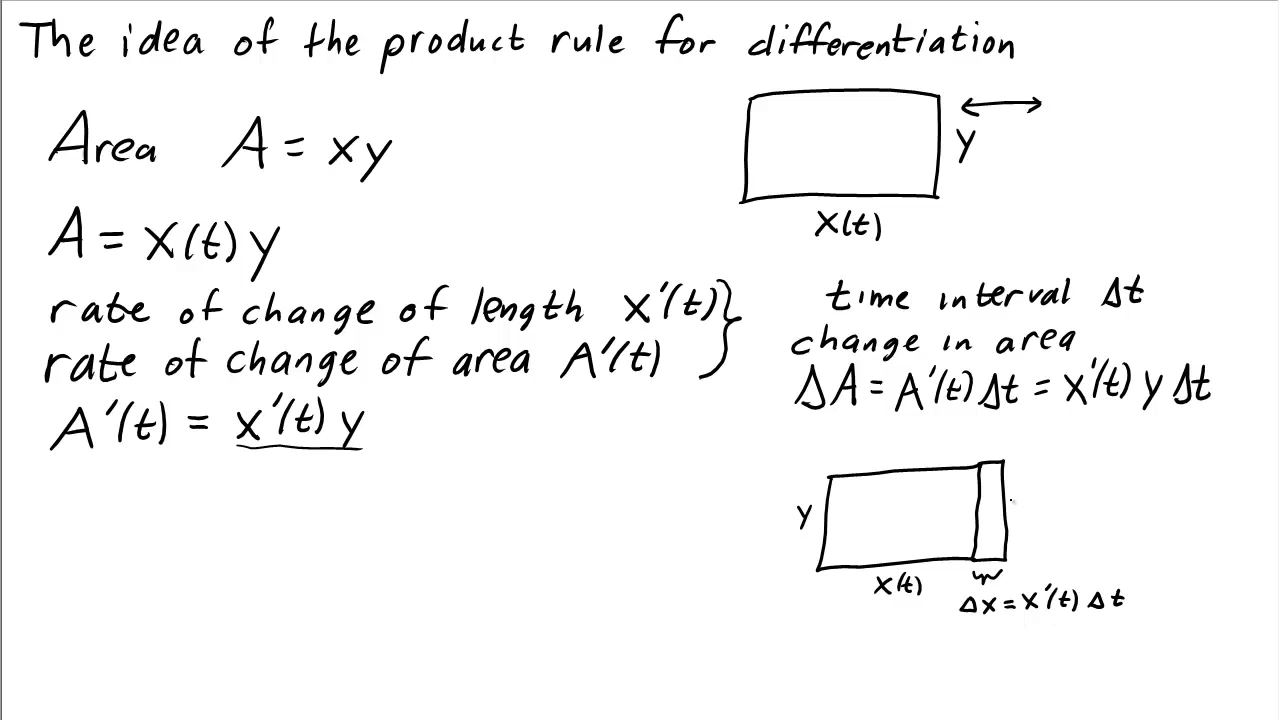 The idea of the product rule for differentiation
Area A = xy
y
x(t)
A = x(t) y
rate of change of length x'(t)
rate of change of area A'(t)
A'(t) = x'(t) y
time interval Δt
change in area
ΔA = A'(t) Δt = x'(t) y Δt
y
x(t)
Δx = x'(t) Δt